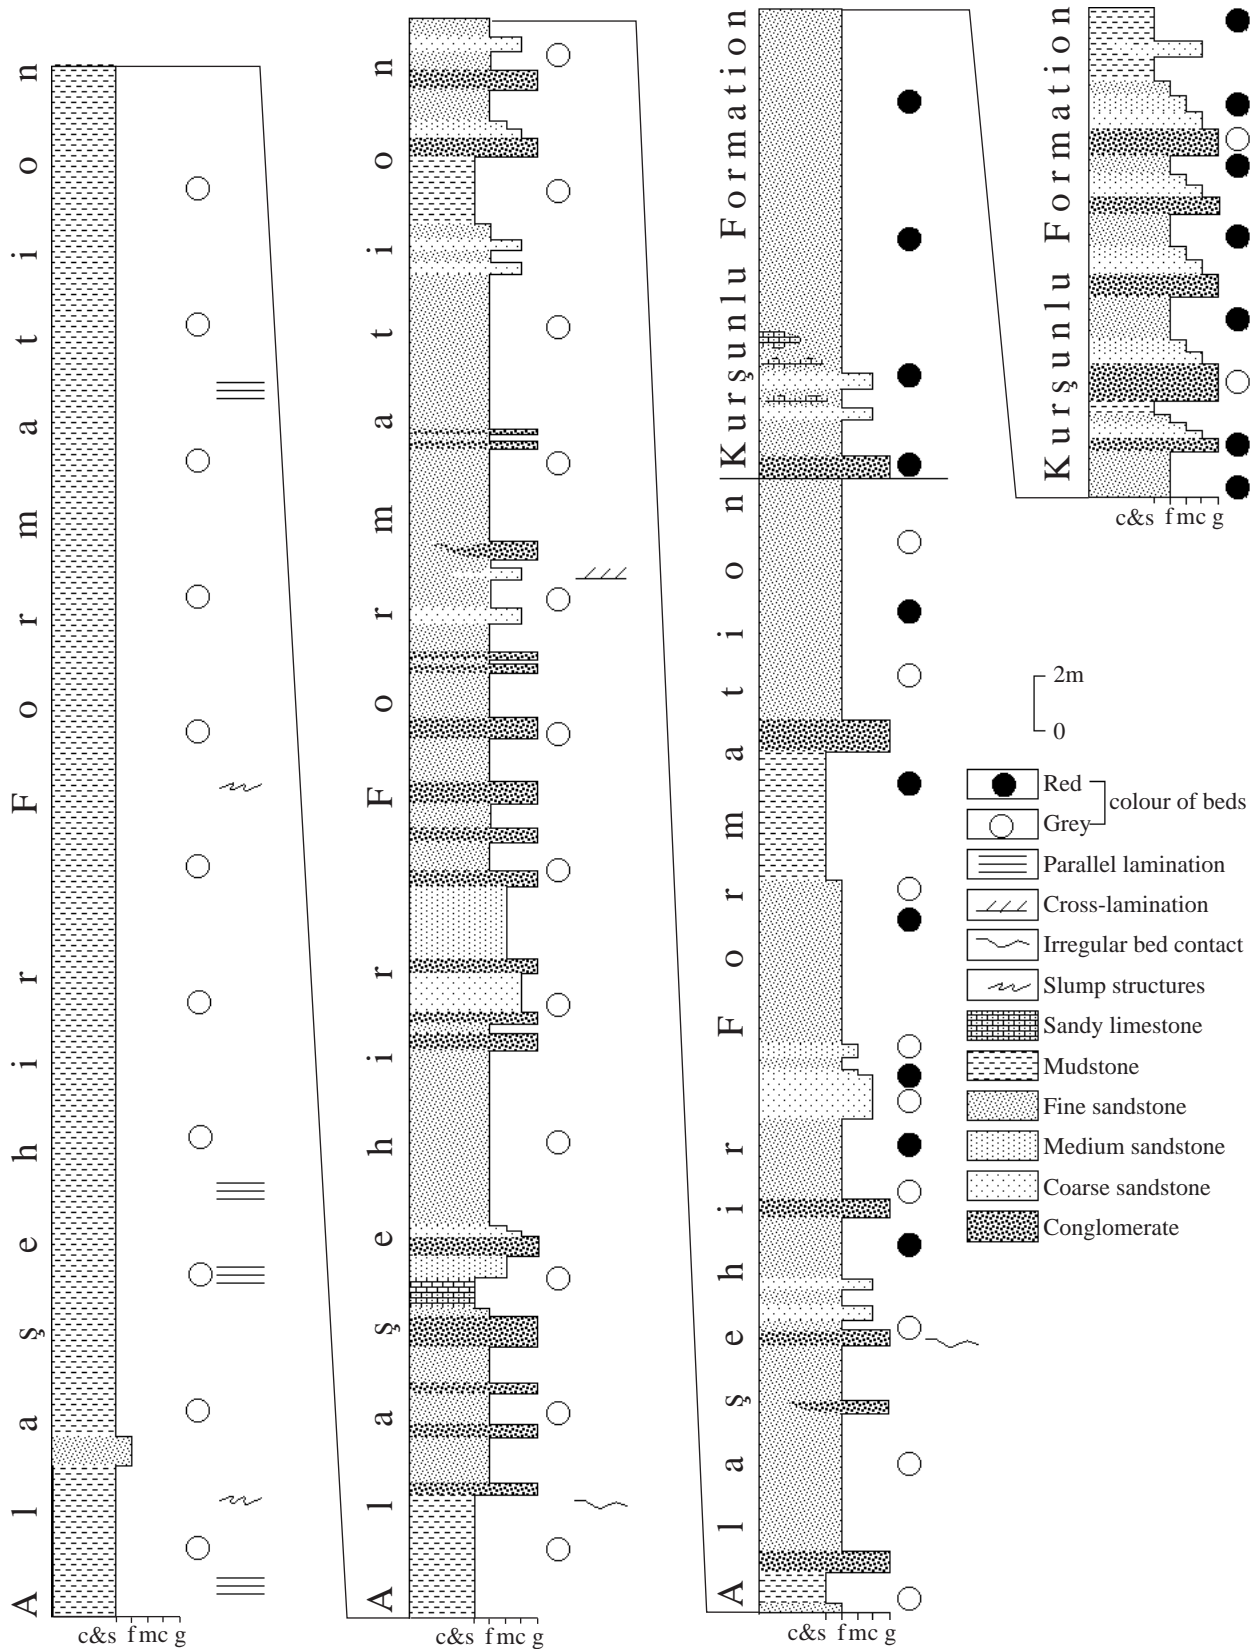 Alaşehir Formation
c&s f m c g
Alaşehir Formation
c&s f m c g
Kurşunlu Formation
Alaşehir Formation
c&s f m c g
Kurşunlu Formation
c&s f m c g
2m
0
Red
Grey
colour of beds
Parallel lamination
Cross-lamination
Irregular bed contact
Slump structures
Sandy limestone
Mudstone
Fine sandstone
Medium sandstone
Coarse sandstone
Conglomerate